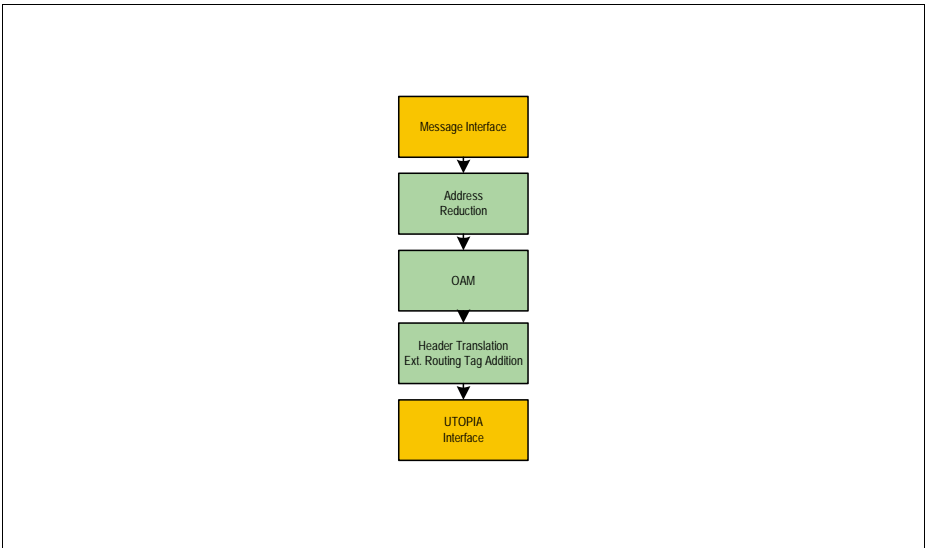 Message Interface
Address
Reduction
OAM
Header Translation
Ext. Routing Tag Addition
UTOPIA
Interface